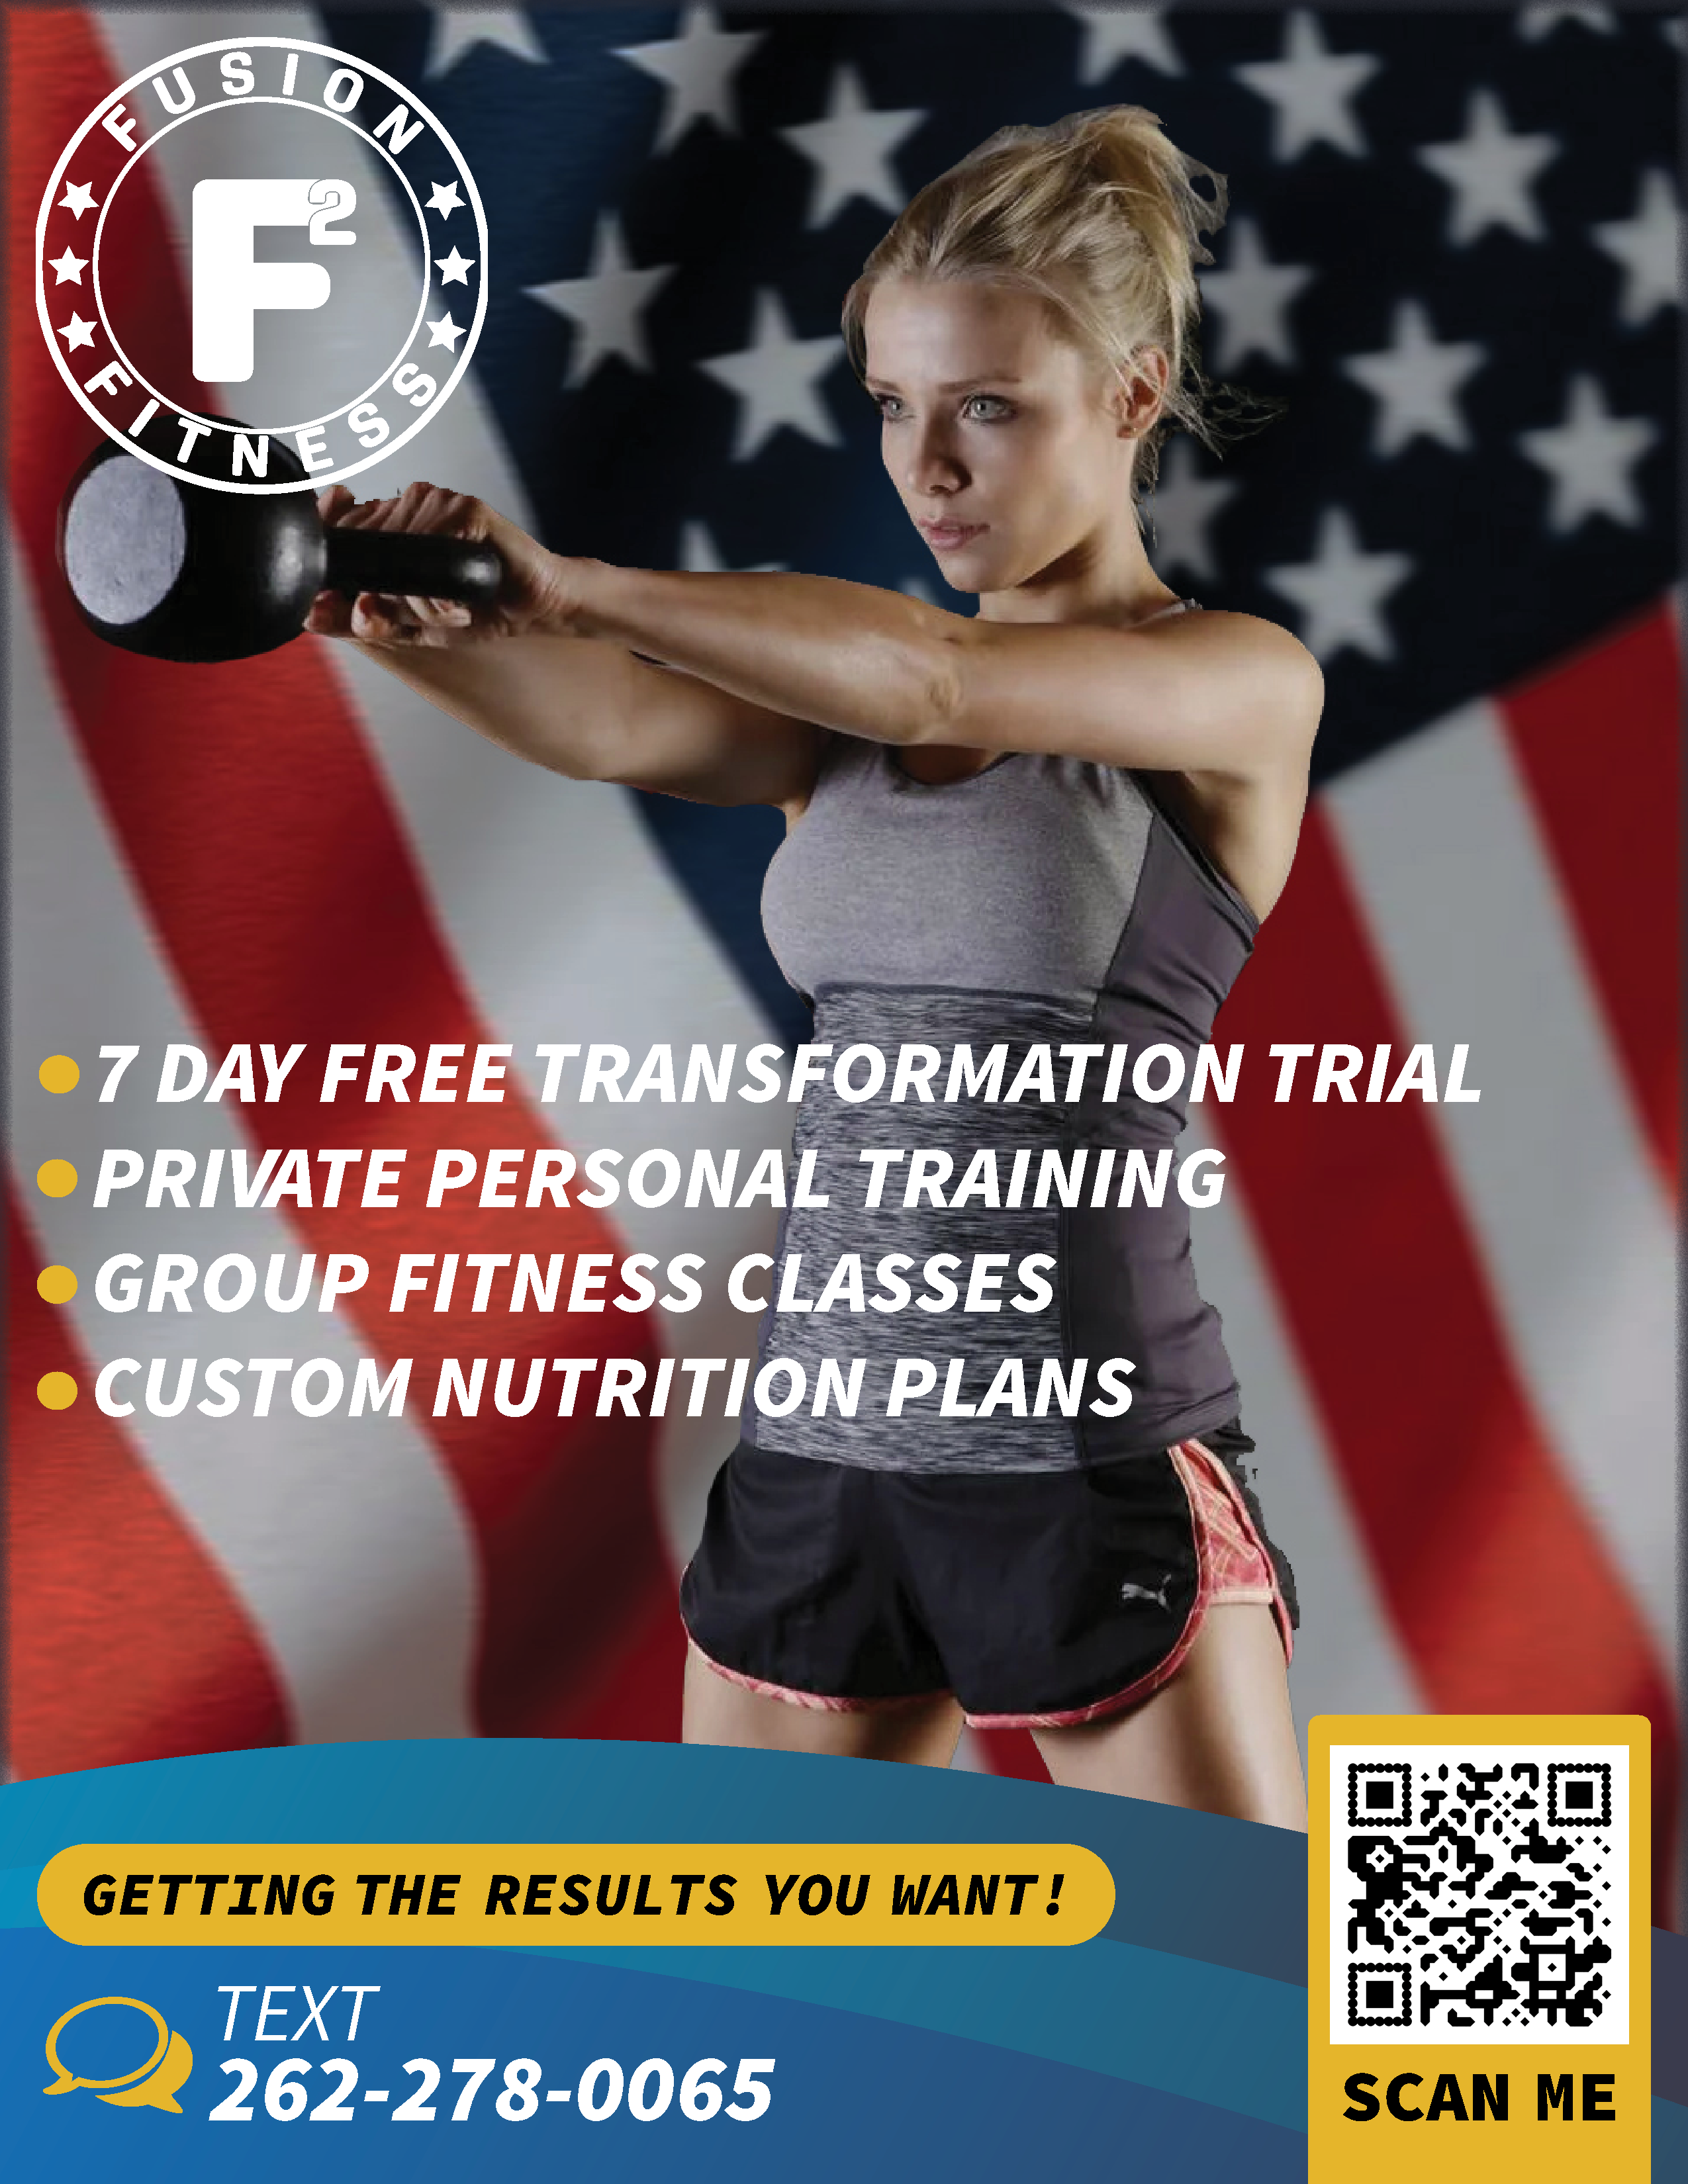 FUSION
F2
FITNESS
7 DAY FREE TRANSFORMATION TRIAL
PRIVATE PERSONAL TRAINING
GROUP FITNESS CLASSES
CUSTOM NUTRITION PLANS
GETTING THE RESULTS YOU WANT!
TEXT
262-278-0065
SCAN ME